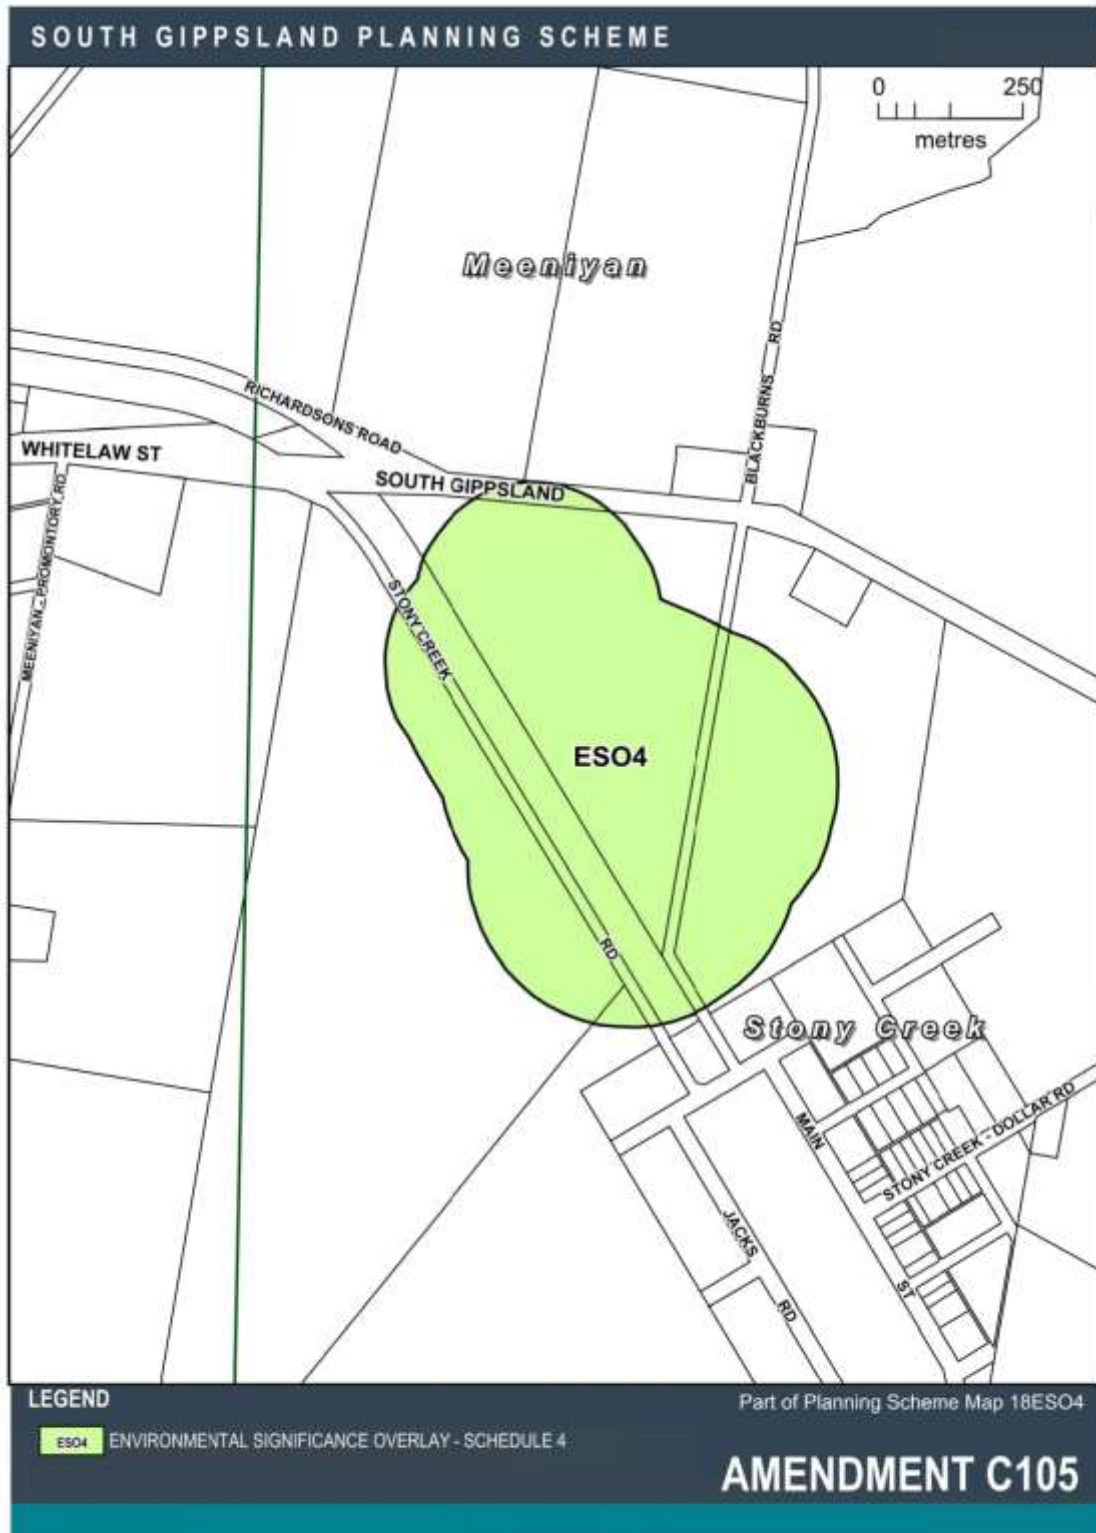 SOUTH GIPPSLAND PLANNING SCHEME
0 250
metres
Meeniyan
BLACKBURNS RD
RICHARDSONS ROAD
WHITELAW ST
SOUTH GIPPSLAND
MEENIYAN - PROMONTORY RD
STONY CREEK
ESO4
RD
Stony Creek
MAIN
STONY CREEK - DOLLAR RD
JACKS
ST
RD
LEGEND
Part of Planning Scheme Map 18ESO4
ESO4 ENVIRONMENTAL SIGNIFICANCE OVERLAY - SCHEDULE 4
AMENDMENT C105